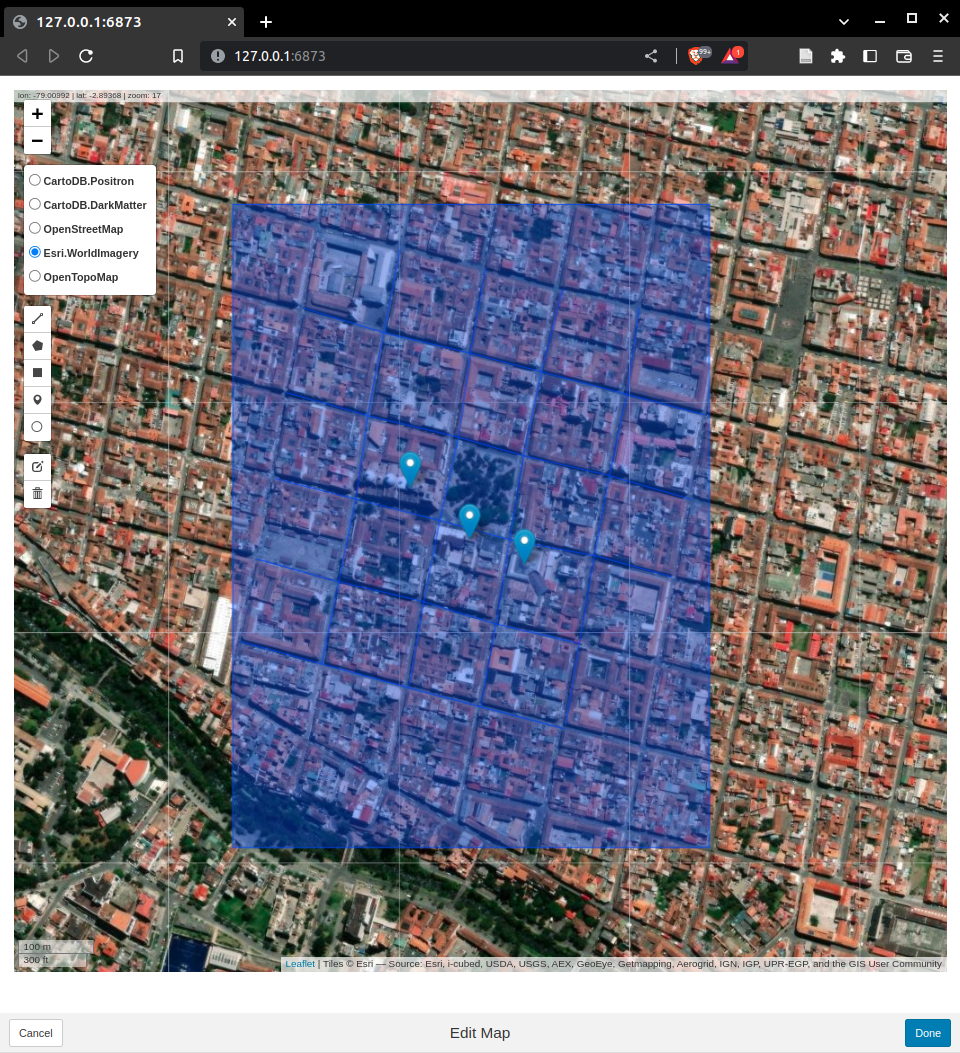 127.0.0.1:6873
127.0.0.1:6873
99+
1
lon: -79.00992 | lat: -2.89368 | zoom: 17
+
−
CartoDB.Positron
CartoDB.DarkMatter
OpenStreetMap
Esri.WorldImagery
OpenTopoMap
100 m
300 ft
Leaflet | Tiles © Esri — Source: Esri, i-cubed, USDA, USGS, AEX, GeoEye, Getmapping, Aerogrid, IGN, IGP, UPR-EGP, and the GIS User Community
Cancel
Edit Map
Done